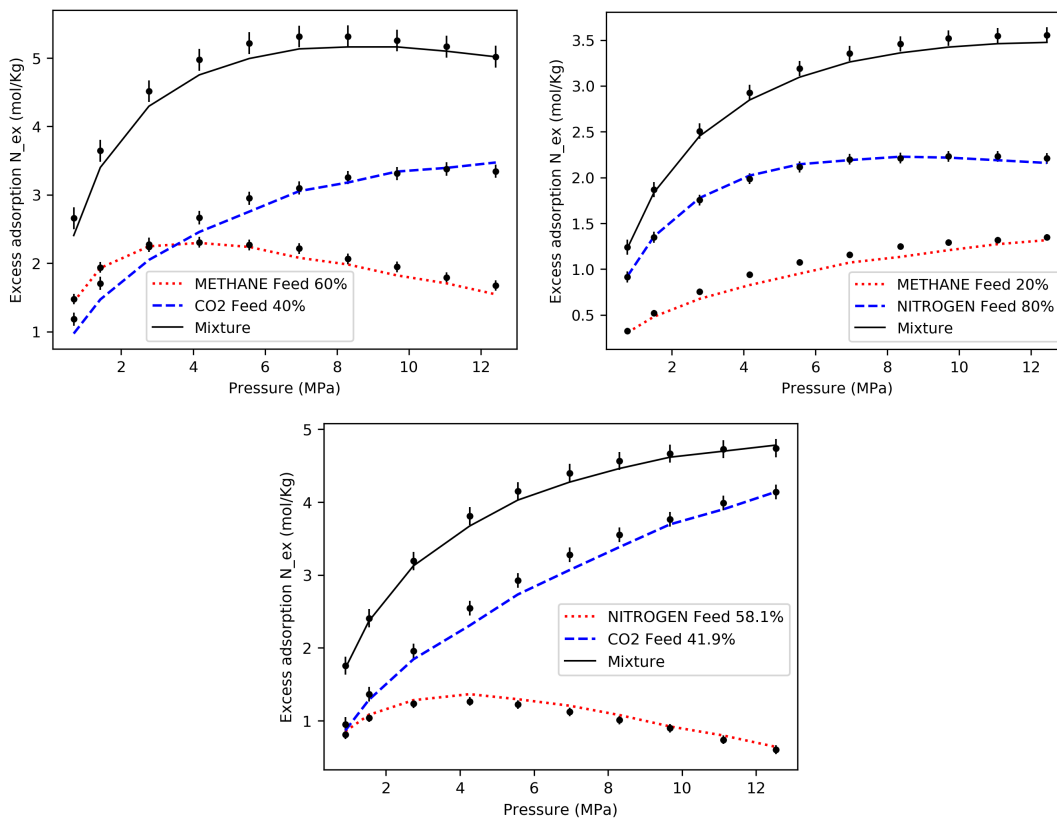 Excess adsorption N_ex (mol/Kg)
5
4
3
2
1
METHANE Feed 60%
CO2 Feed 40%
Mixture
2 4 6 8 10 12
Pressure (MPa)
Excess adsorption N_ex (mol/Kg)
3.5
3.0
2.5
2.0
1.5
1.0
0.5
METHANE Feed 20%
NITROGEN Feed 80%
Mixture
2 4 6 8 10 12
Pressure (MPa)
Excess adsorption N_ex (mol/Kg)
5
4
3
2
1
NITROGEN Feed 58.1%
CO2 Feed 41.9%
Mixture
2 4 6 8 10 12
Pressure (MPa)